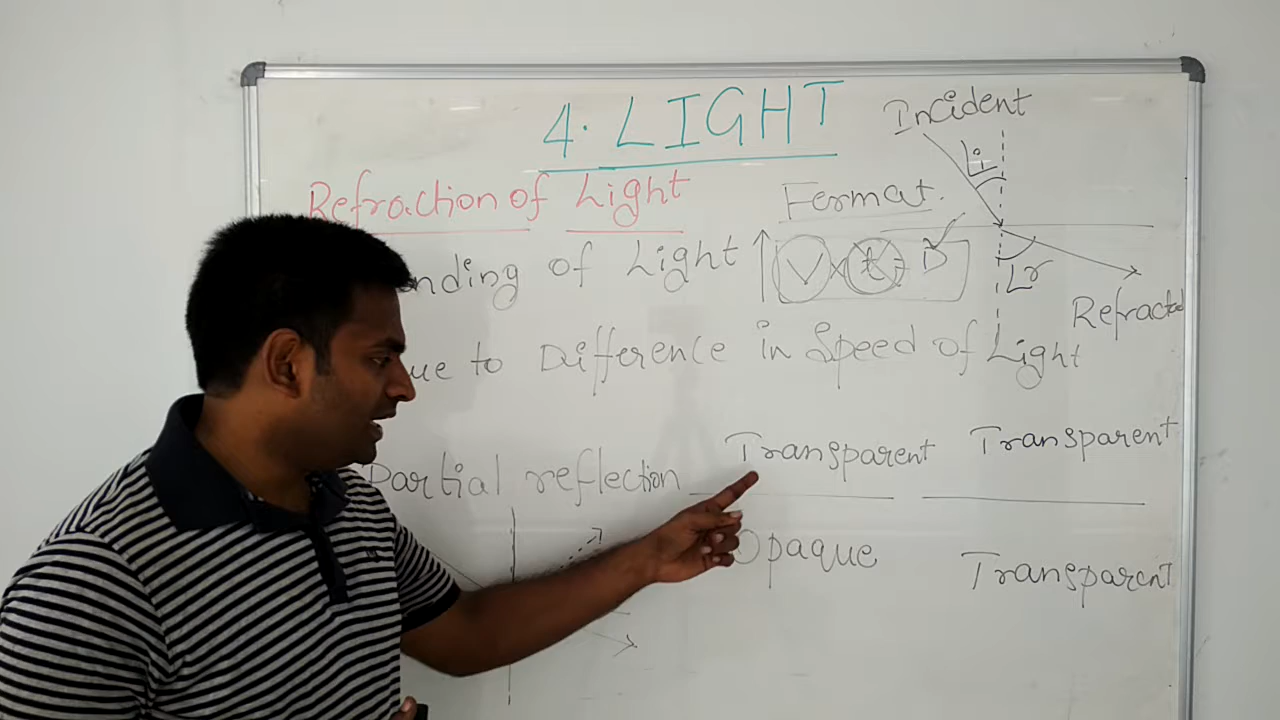 4. LIGHT
Incident
Refraction of Light
Fermat.
∠i
nding of Light
V x t = D
∠r
Refracted
ue to Difference in Speed of Light
Partial reflection
Transparent
Transparent
Opaque
Transparent